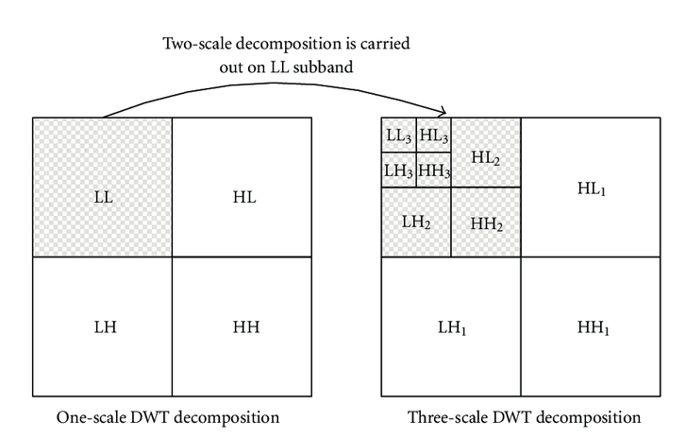 Two-scale decomposition is carried
out on LL subband
LL HL
LH HH
One-scale DWT decomposition
LL₃ HL₃
LH₃ HH₃
HL₂
LH₂ HH₂
HL₁
LH₁ HH₁
Three-scale DWT decomposition